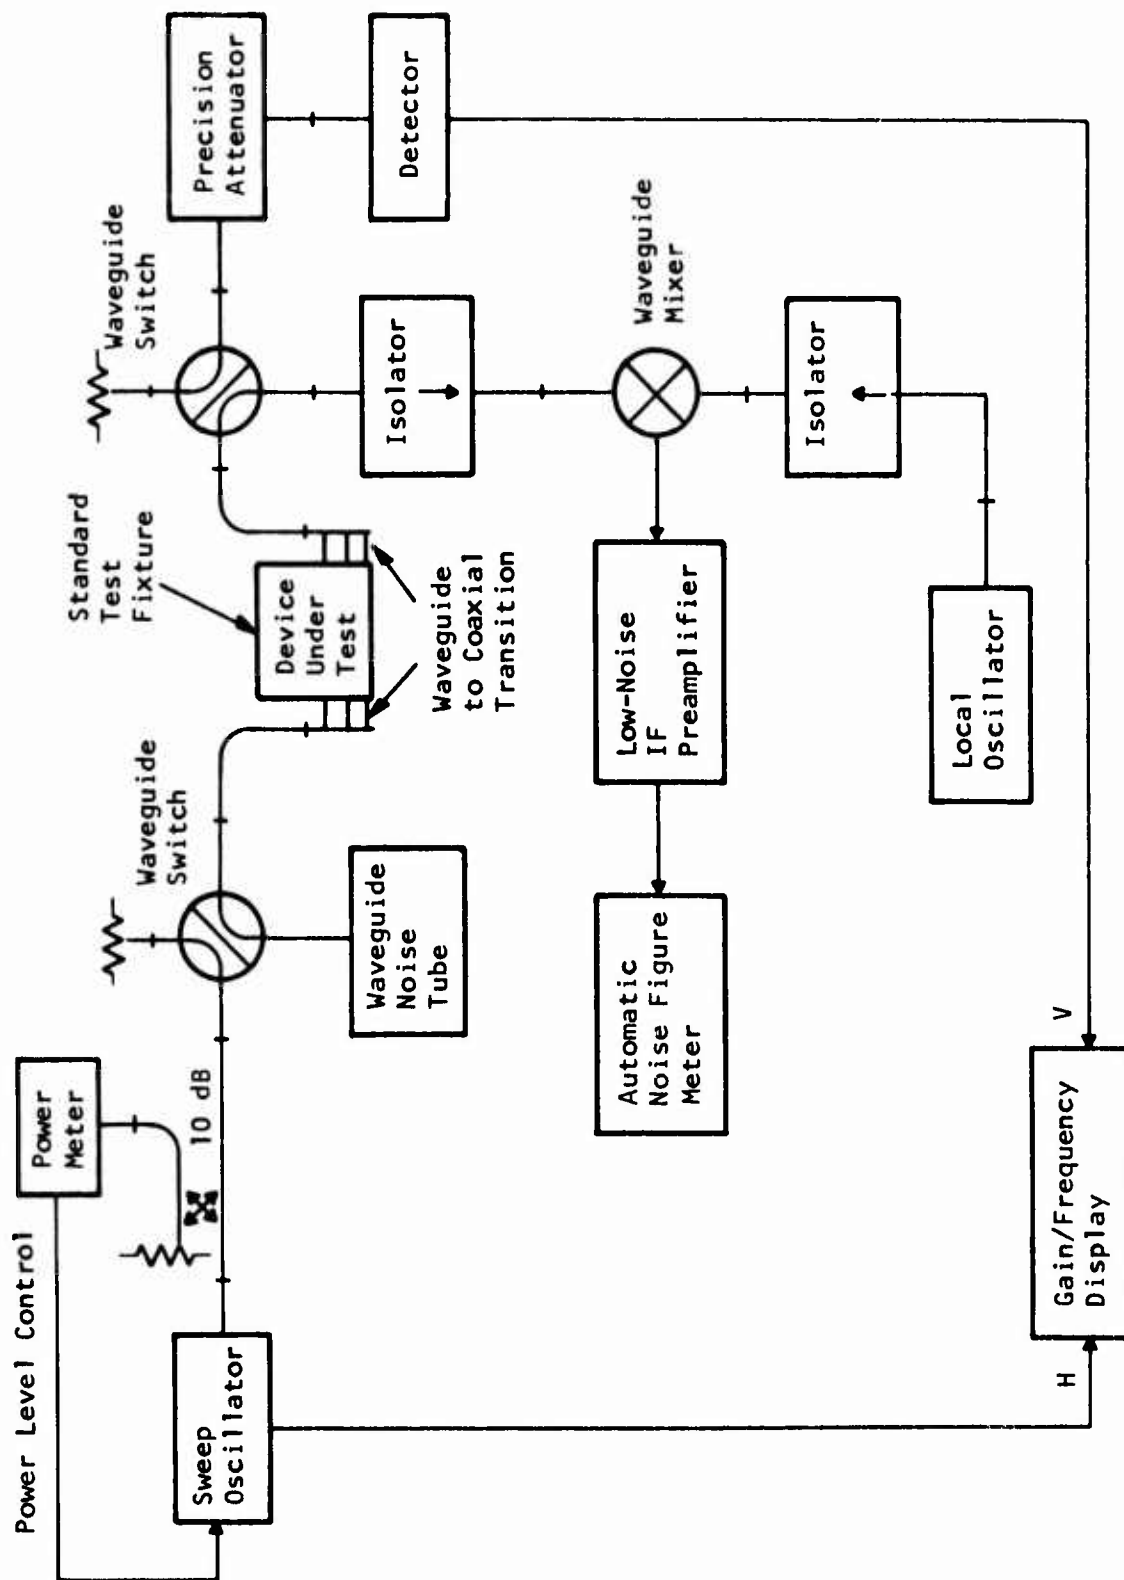 Power Level Control
Power
Meter
10 dB
Sweep
Oscillator
Waveguide
Switch
Waveguide
Noise
Tube
Standard
Test
Fixture
Device
Under
Test
Waveguide
to Coaxial
Transition
Waveguide
Switch
Precision
Attenuator
Detector
Isolator
Waveguide
Mixer
Isolator
Low-Noise
IF
Preamplifier
Automatic
Noise Figure
Meter
Local
Oscillator
H
Gain/Frequency
Display
V